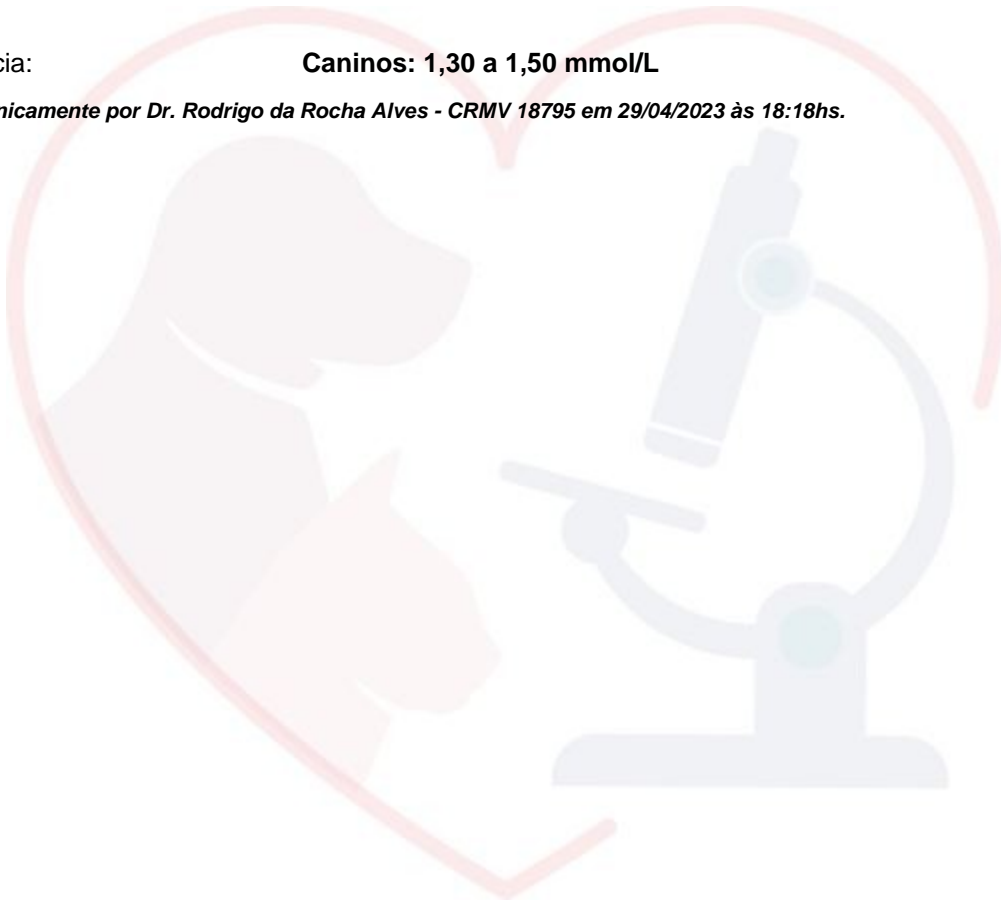 cia: Caninos: 1,30 a 1,50 mmol/L
nicamente por Dr. Rodrigo da Rocha Alves - CRMV 18795 em 29/04/2023 às 18:18hs.